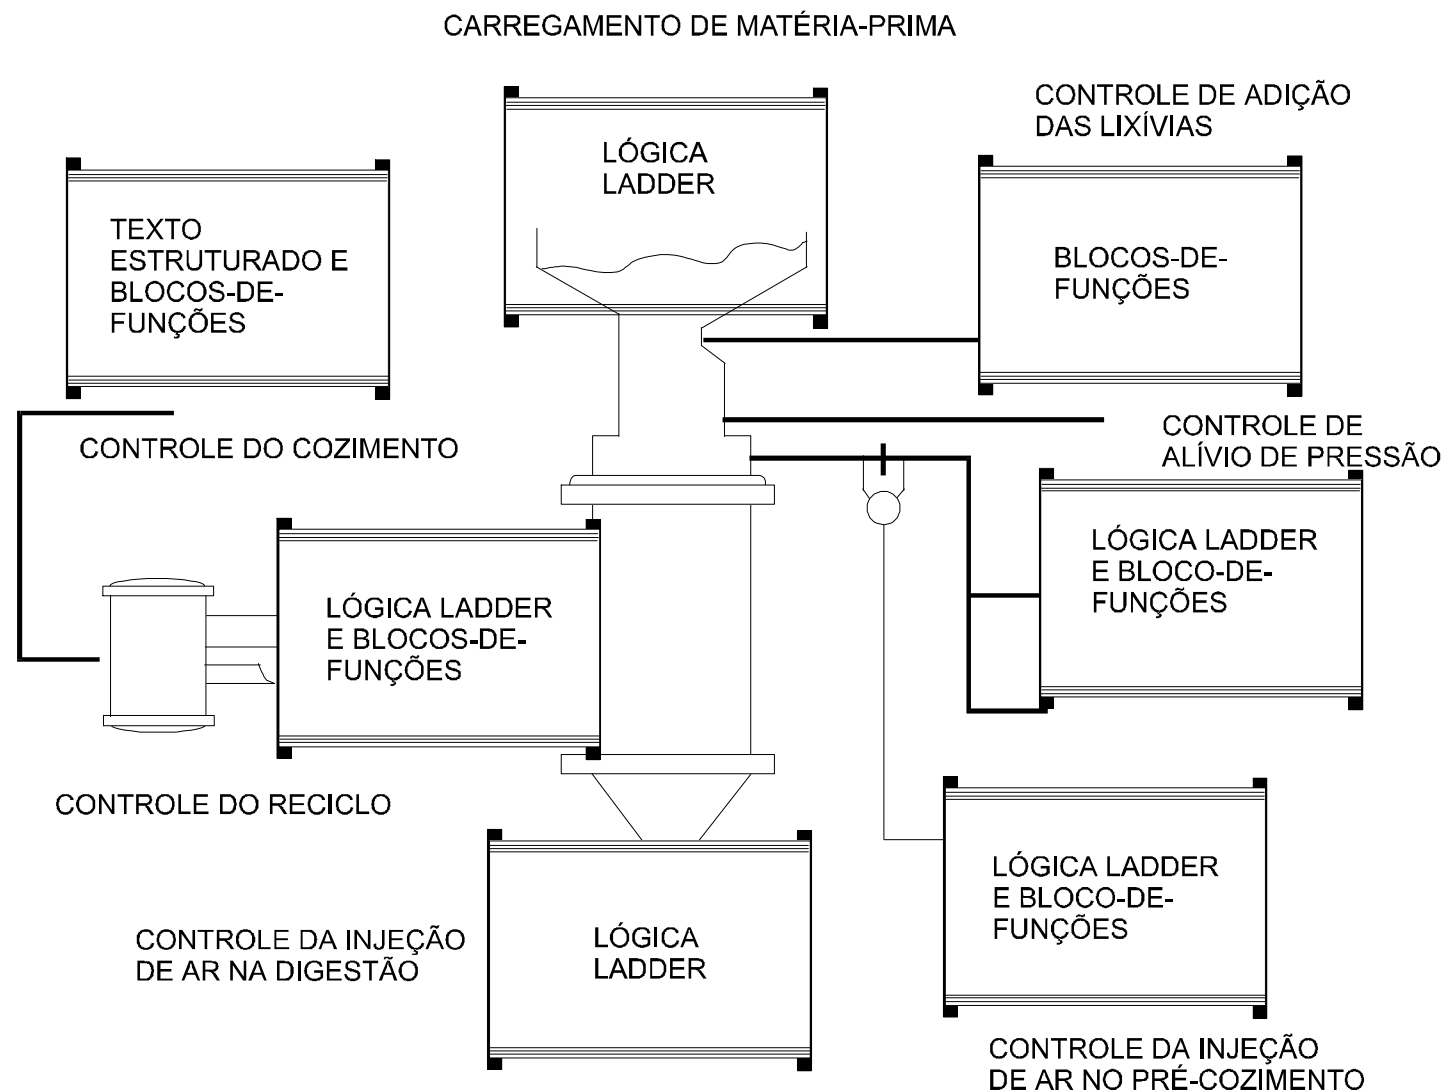 CARREGAMENTO DE MATÉRIA-PRIMA
LÓGICA
LADDER
CONTROLE DE ADIÇÃO
DAS LIXÍVIAS
BLOCOS-DE-
FUNÇÕES
TEXTO
ESTRUTURADO E
BLOCOS-DE-
FUNÇÕES
CONTROLE DO COZIMENTO
CONTROLE DE
ALÍVIO DE PRESSÃO
LÓGICA LADDER
E BLOCO-DE-
FUNÇÕES
LÓGICA LADDER
E BLOCOS-DE-
FUNÇÕES
CONTROLE DO RECICLO
CONTROLE DA INJEÇÃO
DE AR NA DIGESTÃO
LÓGICA
LADDER
LÓGICA LADDER
E BLOCO-DE-
FUNÇÕES
CONTROLE DA INJEÇÃO
DE AR NO PRÉ-COZIMENTO